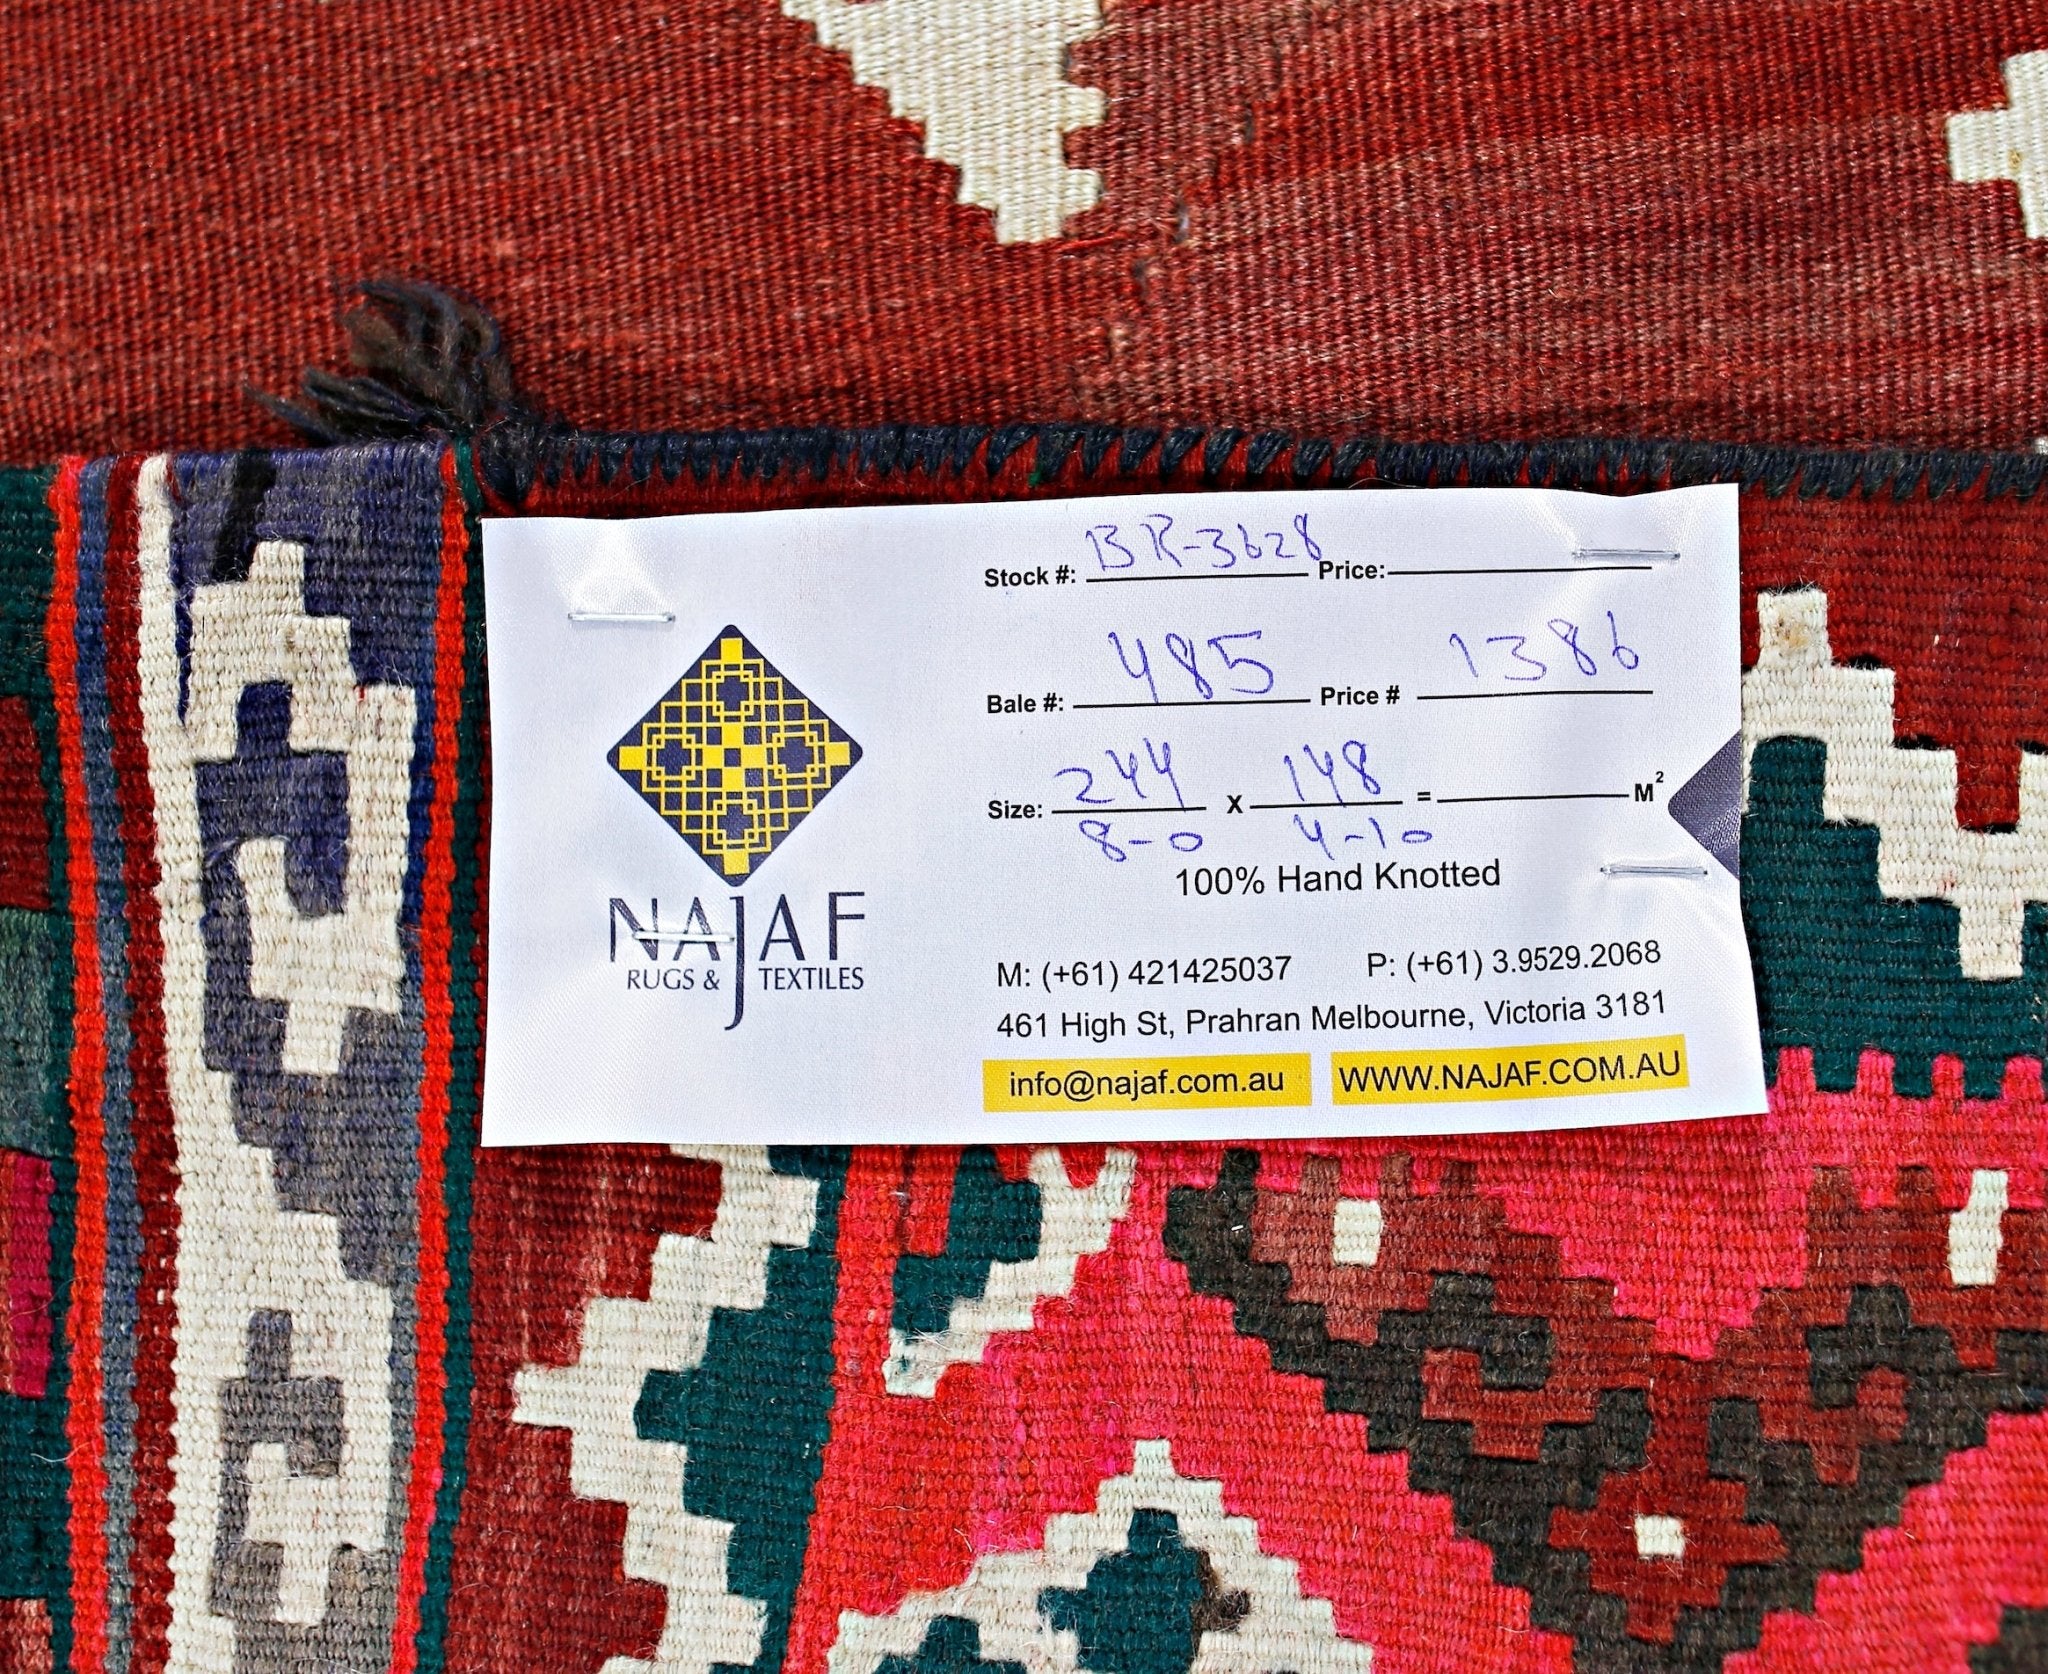 Stock #: BR-3628 Price:
Bale #: 485 Price # 1386
Size: 244 X 148 = M²
8-0 4-10
100% Hand Knotted
NAJAF
RUGS & TEXTILES
M: (+61) 421425037 P: (+61) 3.9529.2068
461 High St, Prahran Melbourne, Victoria 3181
info@najaf.com.au WWW.NAJAF.COM.AU